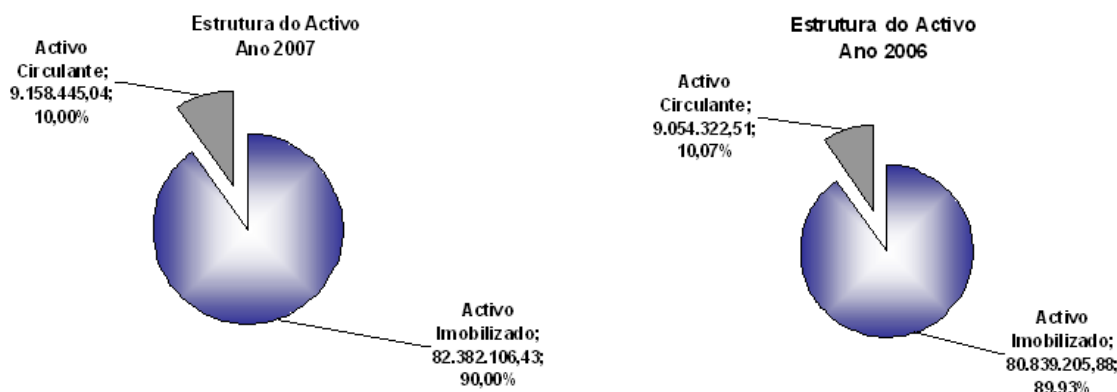 Estrutura do Activo
Ano 2007
Activo
Circulante;
9.158.445,04;
10,00%
Activo
Imobilizado;
82.382.106,43;
90,00%
Estrutura do Activo
Ano 2006
Activo
Circulante;
9.054.322,51;
10,07%
Activo
Imobilizado;
80.839.205,88;
89,93%